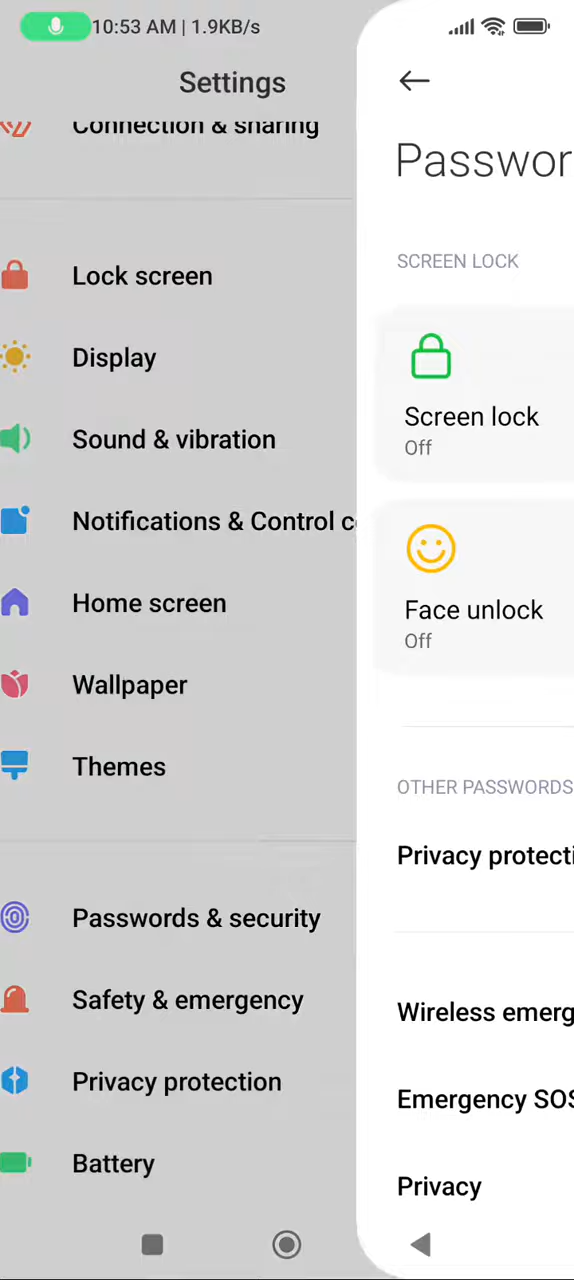 10:53 AM | 1.9KB/s
Settings
Connection & sharing
Lock screen
Display
Sound & vibration
Notifications & Control c
Home screen
Wallpaper
Themes
Passwords & security
Safety & emergency
Privacy protection
Battery
Passwor
SCREEN LOCK
Screen lock
Off
Face unlock
Off
OTHER PASSWORDS
Privacy protecti
Wireless emerg
Emergency SOS
Privacy